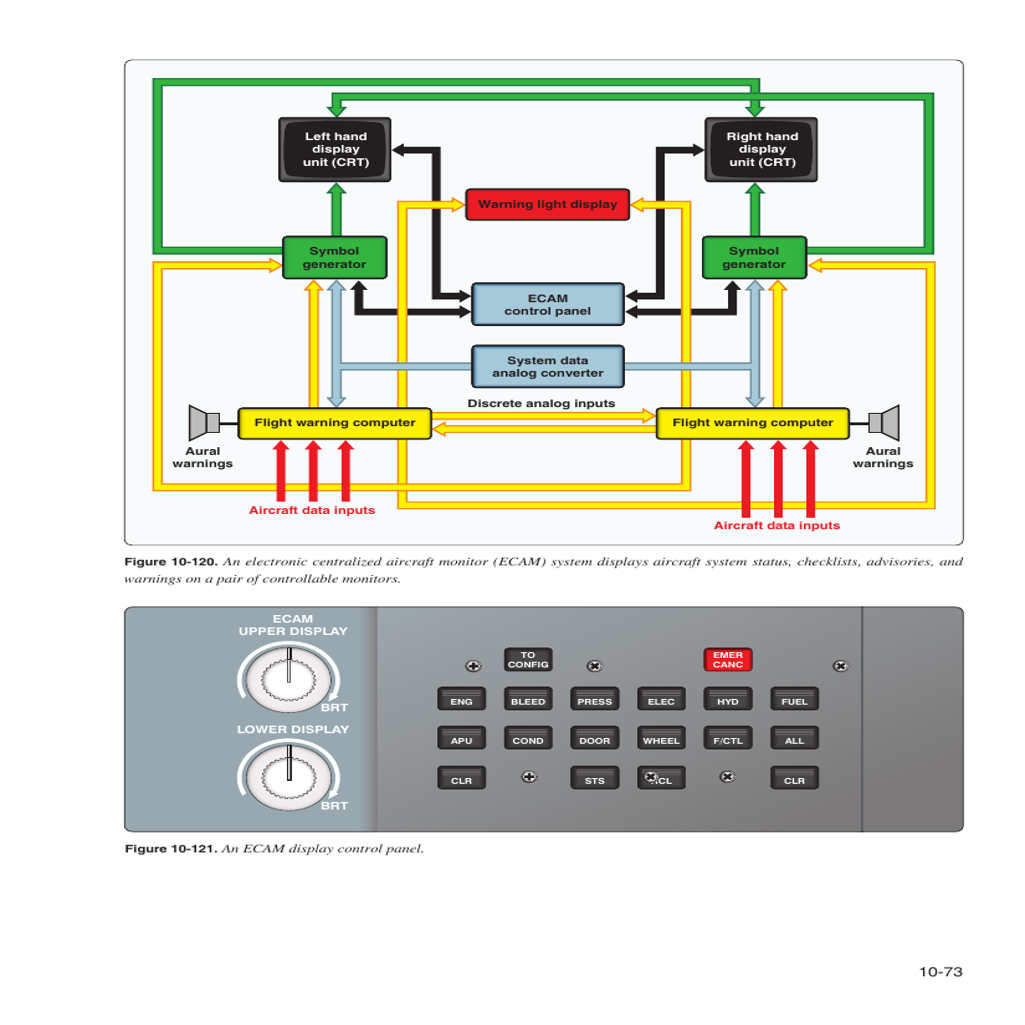 Left hand
display
unit (CRT)
Right hand
display
unit (CRT)
Warning light display
Symbol
generator
Symbol
generator
ECAM
control panel
System data
analog converter
Discrete analog inputs
Flight warning computer
Flight warning computer
Aural
warnings
Aural
warnings
Aircraft data inputs
Aircraft data inputs
Figure 10-120. An electronic centralized aircraft monitor (ECAM) system displays aircraft system status, checklists, advisories, and
warnings on a pair of controllable monitors.
ECAM
UPPER DISPLAY
BRT
LOWER DISPLAY
BRT
TO
CONFIG
EMER
CANC
ENG BLEED PRESS ELEC HYD FUEL
APU COND DOOR WHEEL F/CTL ALL
CLR STS CLR
Figure 10-121. An ECAM display control panel.
10-73